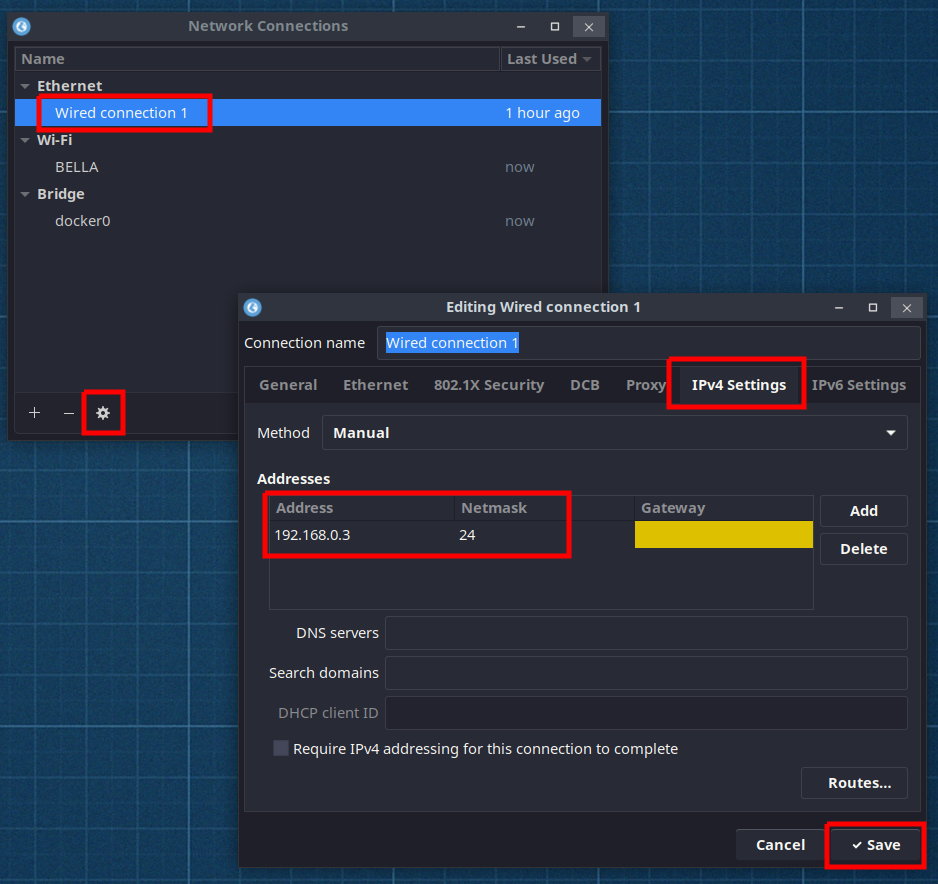 Network Connections
Name Last Used
Ethernet
Wired connection 1 1 hour ago
Wi-Fi
BELLA now
Bridge
docker0 now
Editing Wired connection 1
Connection name Wired connection 1
General Ethernet 802.1X Security DCB Proxy IPv4 Settings IPv6 Settings
Method Manual
Addresses
Address Netmask Gateway Add
192.168.0.3 24
Delete
DNS servers
Search domains
DHCP client ID
Require IPv4 addressing for this connection to complete
Routes...
Cancel Save